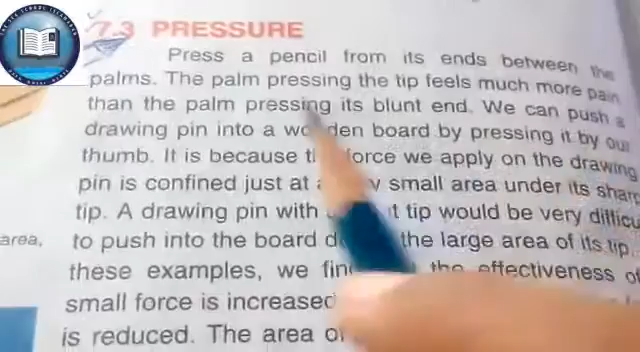 7.3 PRESSURE
Press a pencil from its ends between the
palms. The palm pressing the tip feels much more pain
than the palm pressing its blunt end. We can push a
drawing pin into a wooden board by pressing it by our
thumb. It is because the force we apply on the drawing
pin is confined just at a small area under its sharp
tip. A drawing pin with a tip would be very
area,
to push into the board the large area of its tip.
these examples, we the effectiveness of
small force is increased
is reduced. The area of